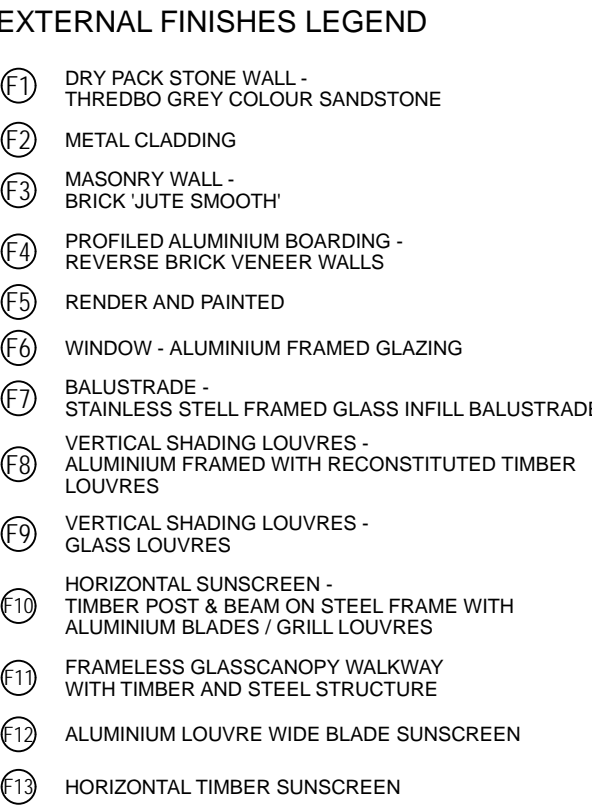 EXTERNAL FINISHES LEGEND
F1 DRY PACK STONE WALL -
THREDBO GREY COLOUR SANDSTONE
F2 METAL CLADDING
F3 MASONRY WALL -
BRICK 'JUTE SMOOTH'
F4 PROFILED ALUMINIUM BOARDING -
REVERSE BRICK VENEER WALLS
F5 RENDER AND PAINTED
F6 WINDOW - ALUMINIUM FRAMED GLAZING
F7 BALUSTRADE -
STAINLESS STELL FRAMED GLASS INFILL BALUSTRADE
F8 VERTICAL SHADING LOUVRES -
ALUMINIUM FRAMED WITH RECONSTITUTED TIMBER
LOUVRES
F9 VERTICAL SHADING LOUVRES -
GLASS LOUVRES
F10 HORIZONTAL SUNSCREEN -
TIMBER POST & BEAM ON STEEL FRAME WITH
ALUMINIUM BLADES / GRILL LOUVRES
F11 FRAMELESS GLASSCANOPY WALKWAY
WITH TIMBER AND STEEL STRUCTURE
F12 ALUMINIUM LOUVRE WIDE BLADE SUNSCREEN
F13 HORIZONTAL TIMBER SUNSCREEN